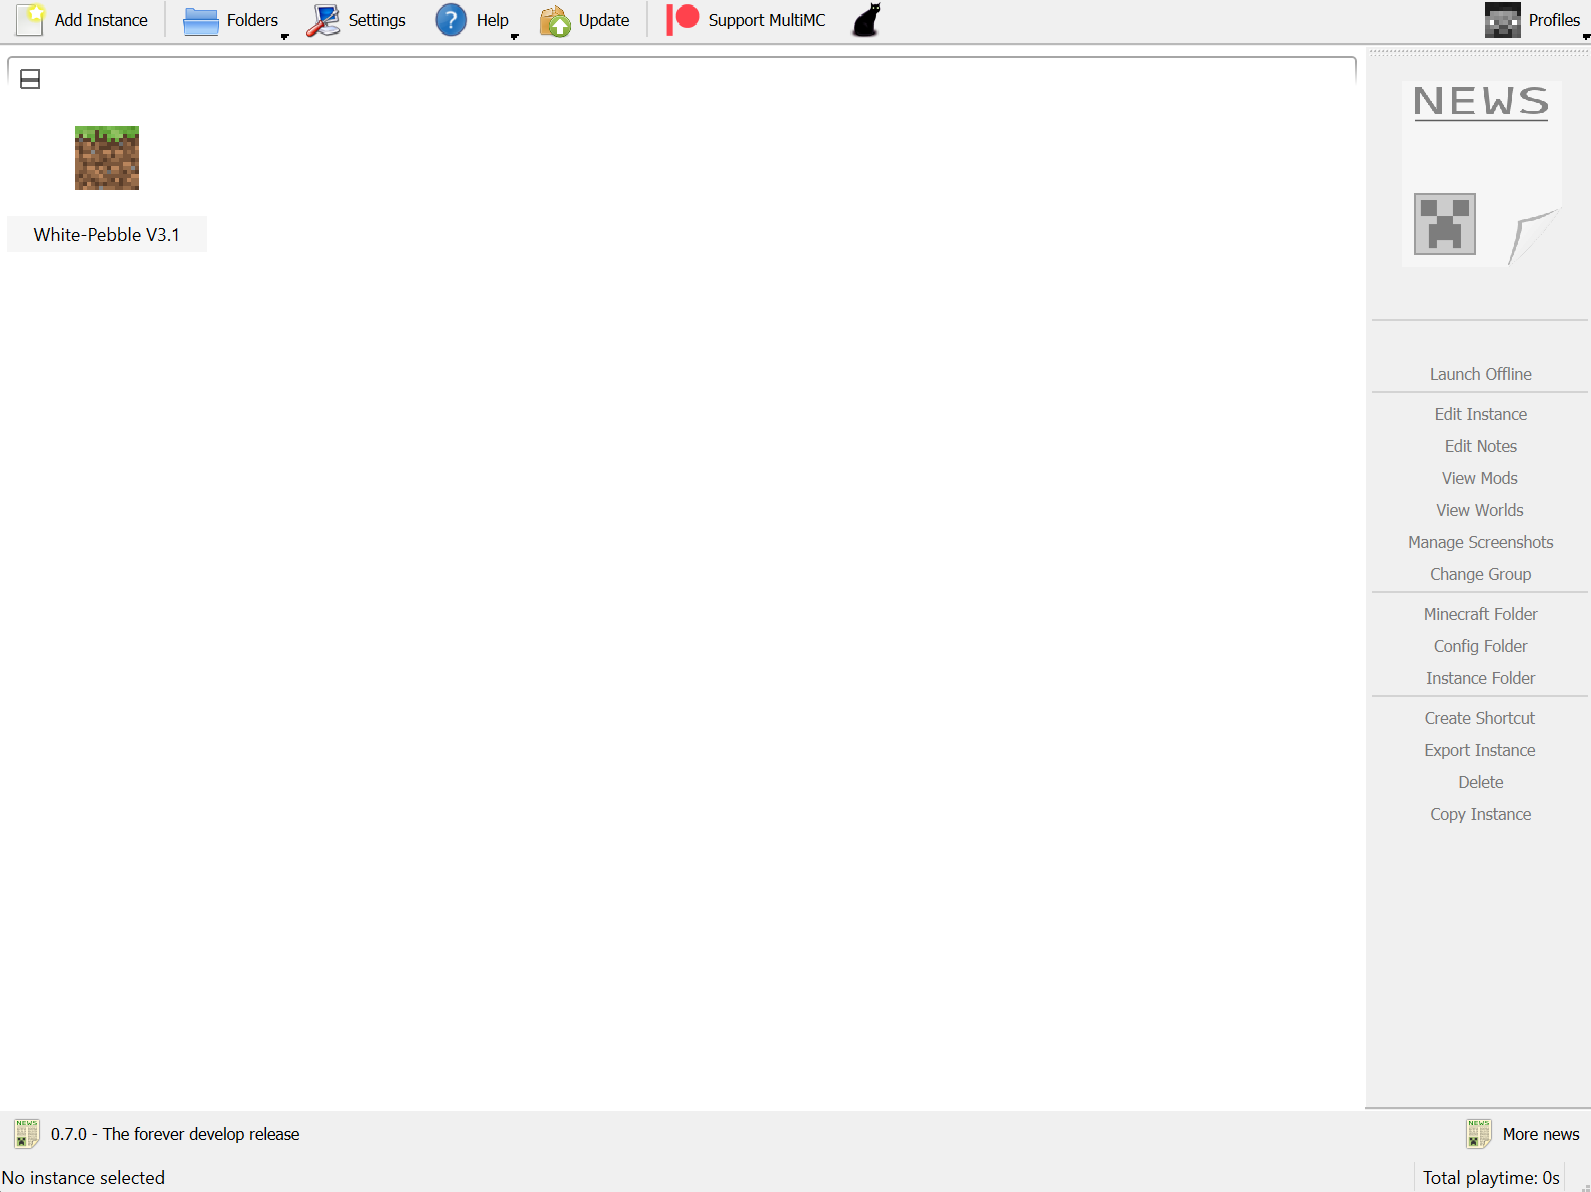 Add Instance Folders Settings Help Update Support MultiMC Profiles
NEWS
White-Pebble V3.1
Launch Offline
Edit Instance
Edit Notes
View Mods
View Worlds
Manage Screenshots
Change Group
Minecraft Folder
Config Folder
Instance Folder
Create Shortcut
Export Instance
Delete
Copy Instance
NEWS 0.7.0 - The forever develop release NEWS More news
No instance selected Total playtime: 0s